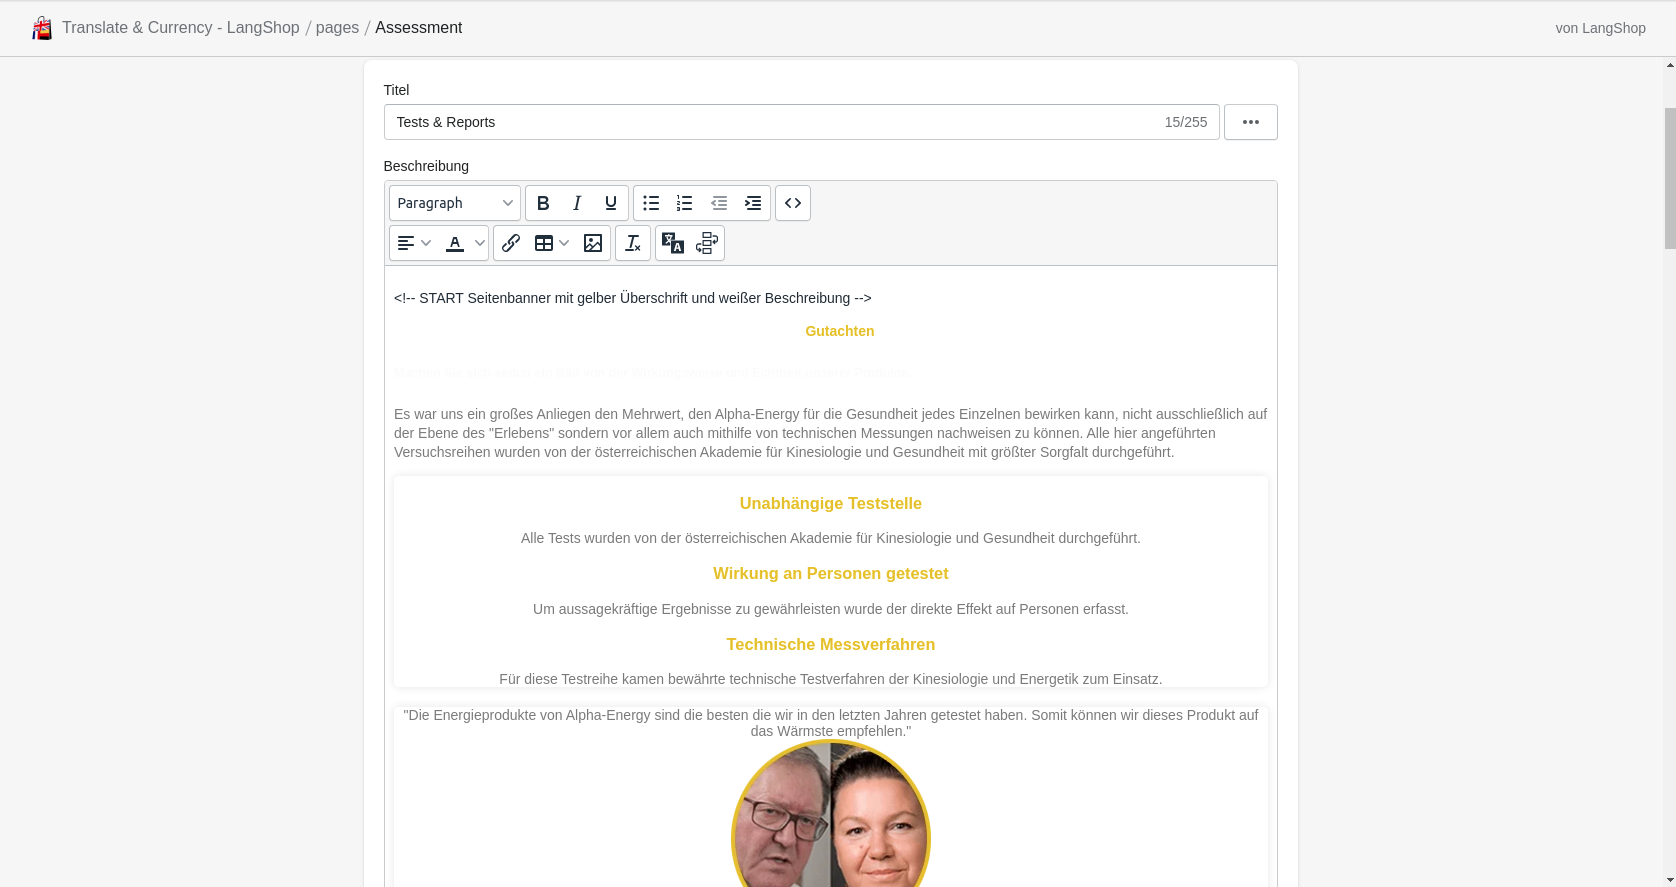 Translate & Currency - LangShop / pages / Assessment
von LangShop
Titel
Tests & Reports
15/255
Beschreibung
Paragraph
<!-- START Seitenbanner mit gelber Überschrift und weißer Beschreibung -->
Gutachten
Es war uns ein großes Anliegen den Mehrwert, den Alpha-Energy für die Gesundheit jedes Einzelnen bewirken kann, nicht ausschließlich auf
der Ebene des "Erlebens" sondern vor allem auch mithilfe von technischen Messungen nachweisen zu können. Alle hier angeführten
Versuchsreihen wurden von der österreichischen Akademie für Kinesiologie und Gesundheit mit größter Sorgfalt durchgeführt.
Unabhängige Teststelle
Alle Tests wurden von der österreichischen Akademie für Kinesiologie und Gesundheit durchgeführt.
Wirkung an Personen getestet
Um aussagekräftige Ergebnisse zu gewährleisten wurde der direkte Effekt auf Personen erfasst.
Technische Messverfahren
Für diese Testreihe kamen bewährte technische Testverfahren der Kinesiologie und Energetik zum Einsatz.
"Die Energieprodukte von Alpha-Energy sind die besten die wir in den letzten Jahren getestet haben. Somit können wir dieses Produkt auf
das Wärmste empfehlen."